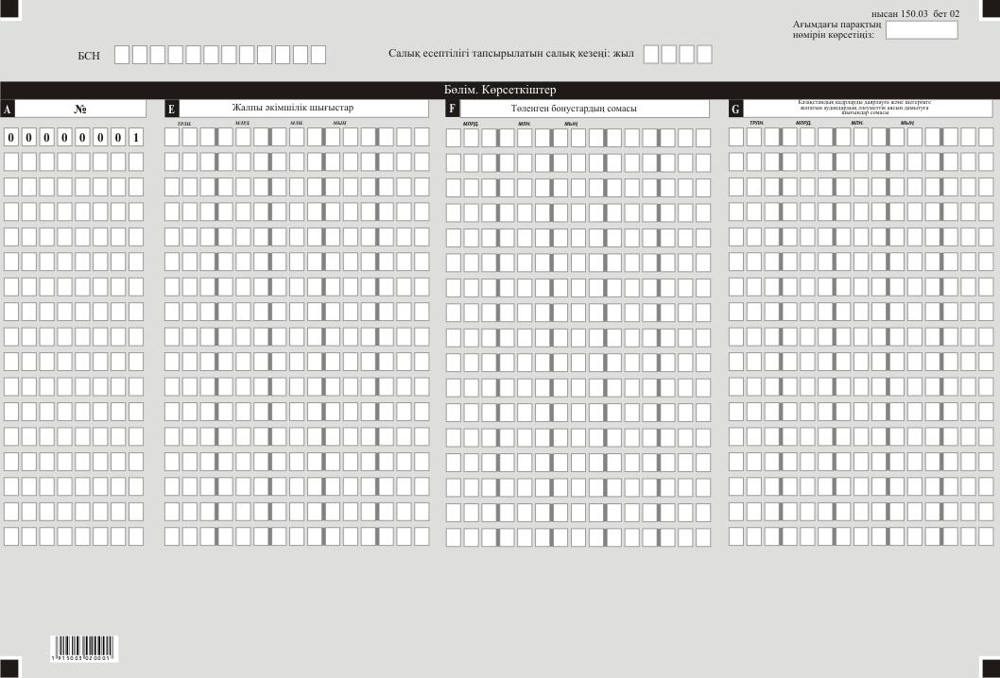 нысан 150.03 бет 02
Ағымдағы парақтың
нөмірін көрсетіңіз:
БСН
Салық есептілігі тапсырылатын салық кезеңі: жыл
Бөлім. Көрсеткіштер
A №
E Жалпы әкімшілік шығыстар
F Төленген бонустардың сомасы
G Қазақстандық кадрларды даярлауға және шегерімге
жататын аудандардың әлеуметтік аясын дамытуға
шығындар сомасы
ТРЛН. МЛРД. МЛН. МЫҢ
МЛРД. МЛН. МЫҢ
ТРЛН. МЛРД. МЛН. МЫҢ
0 0 0 0 0 0 0 1
1 915003 020001